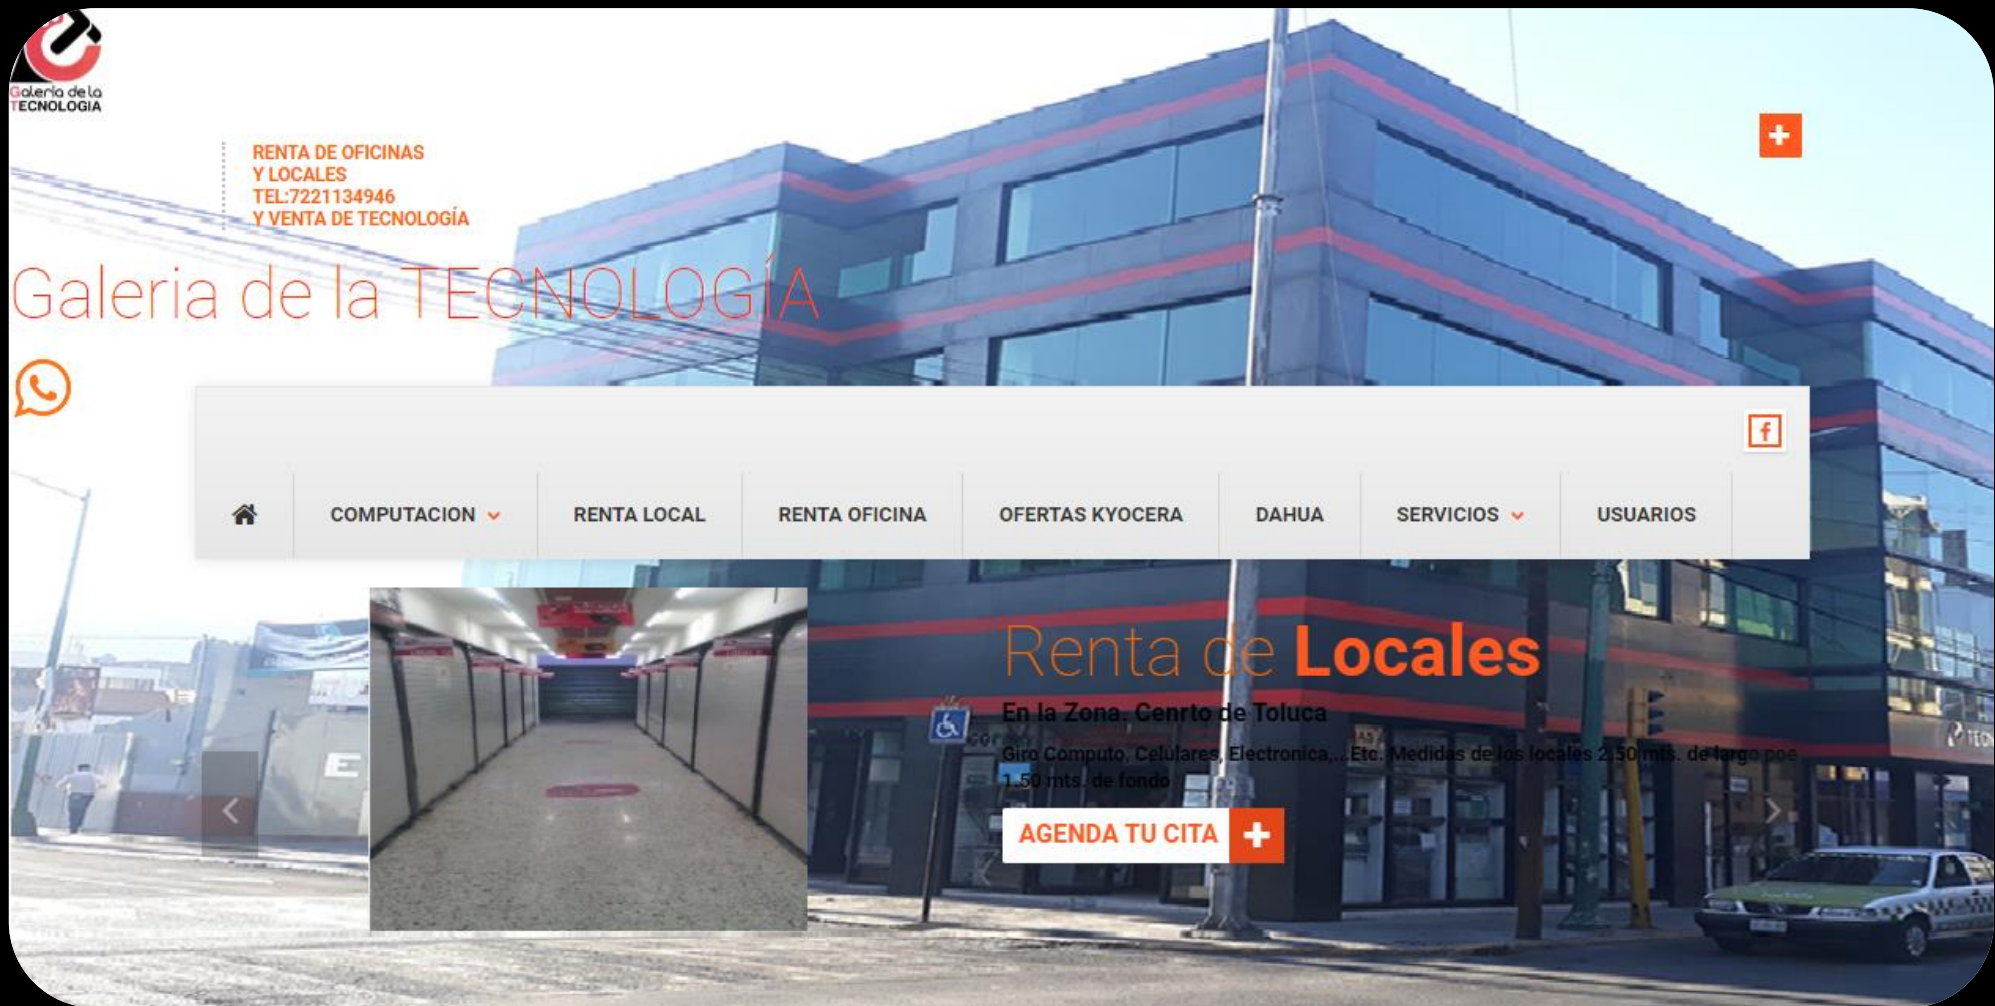 Galería de la
TECNOLOGIA
RENTA DE OFICINAS
Y LOCALES
TEL:7221134946
Y VENTA DE TECNOLOGÍA
Galeria de la TECNOLOGÍA
COMPUTACION
RENTA LOCAL
RENTA OFICINA
OFERTAS KYOCERA
DAHUA
SERVICIOS
USUARIOS
Renta de Locales
En la Zona. Cenrto de Toluca
Giro Computo, Celulares, Electronica,...Etc. Medidas de los locales 2.50 mts. de largo poe
1.50 mts. de fondo
AGENDA TU CITA